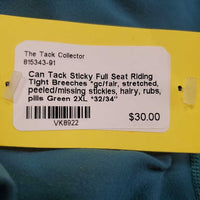 The Tack Collector
815343-91
Can Tack Sticky Full Seat Riding
Tight Breeches *gc/fair, stretched,
peeled/missing stickies, hairy, rubs,
pills Green 2XL *32/34"
VK8922
$30.00